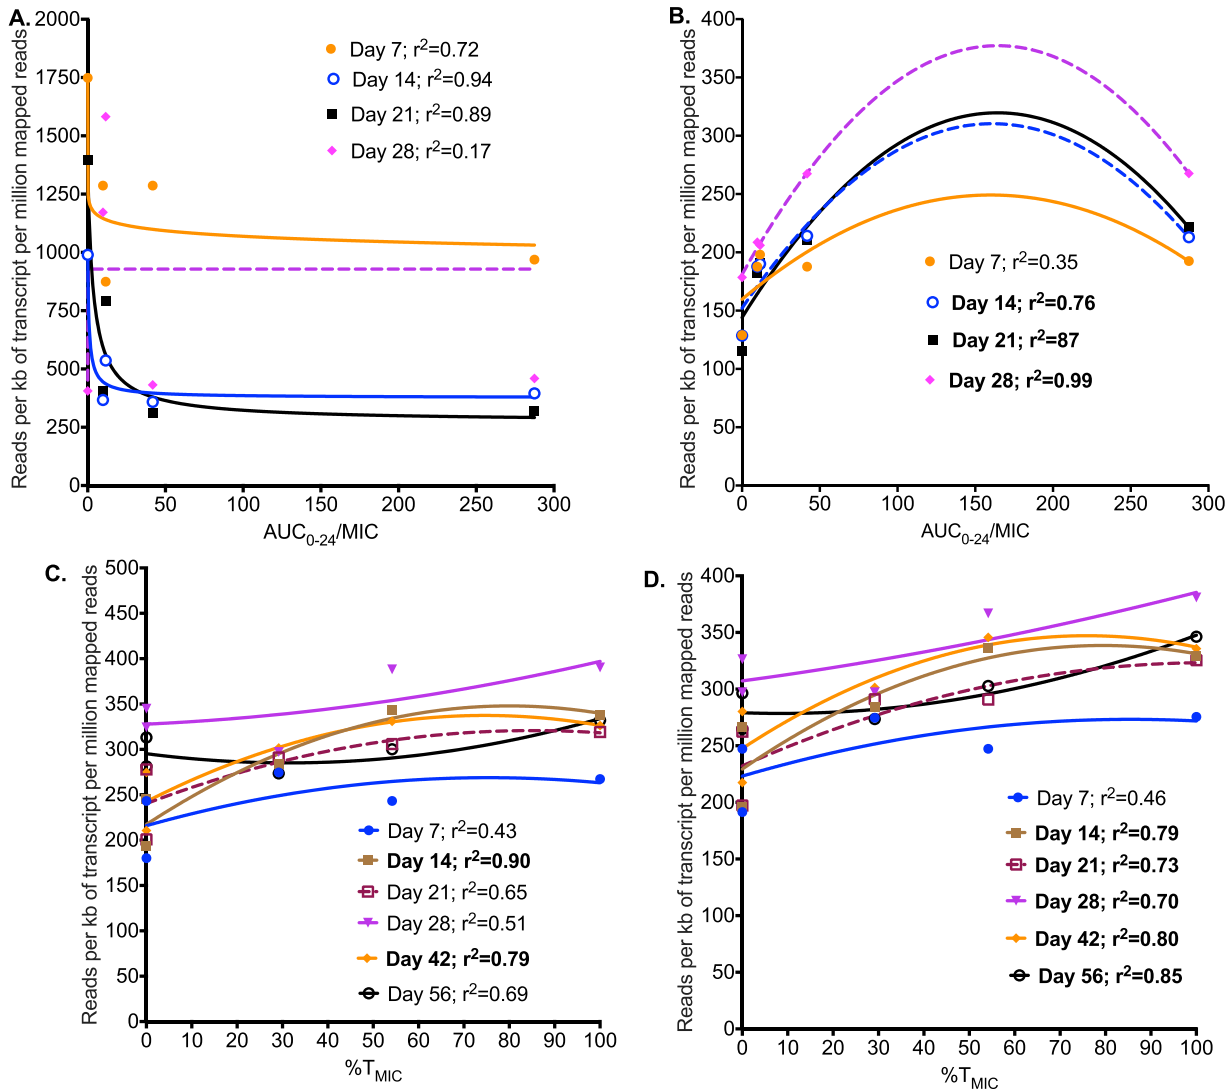 A.
Reads per kb of transcript per million mapped reads
2000
1750
1500
1250
1000
750
500
250
0
0 50 100 150 200 250 300
AUC0-24/MIC
Day 7; r2=0.72
Day 14; r2=0.94
Day 21; r2=0.89
Day 28; r2=0.17
B.
Reads per kb of transcript per million mapped reads
400
350
300
250
200
150
100
50
0
0 50 100 150 200 250 300
AUC0-24/MIC
Day 7; r2=0.35
Day 14; r2=0.76
Day 21; r2=87
Day 28; r2=0.99
C.
Reads per kb of transcript per million mapped reads
500
450
400
350
300
250
200
150
100
50
0
0 10 20 30 40 50 60 70 80 90 100
%TMIC
Day 7; r2=0.43
Day 14; r2=0.90
Day 21; r2=0.65
Day 28; r2=0.51
Day 42; r2=0.79
Day 56; r2=0.69
D.
Reads per kb of transcript per million mapped reads
400
350
300
250
200
150
100
50
0
0 10 20 30 40 50 60 70 80 90 100
%TMIC
Day 7; r2=0.46
Day 14; r2=0.79
Day 21; r2=0.73
Day 28; r2=0.70
Day 42; r2=0.80
Day 56; r2=0.85